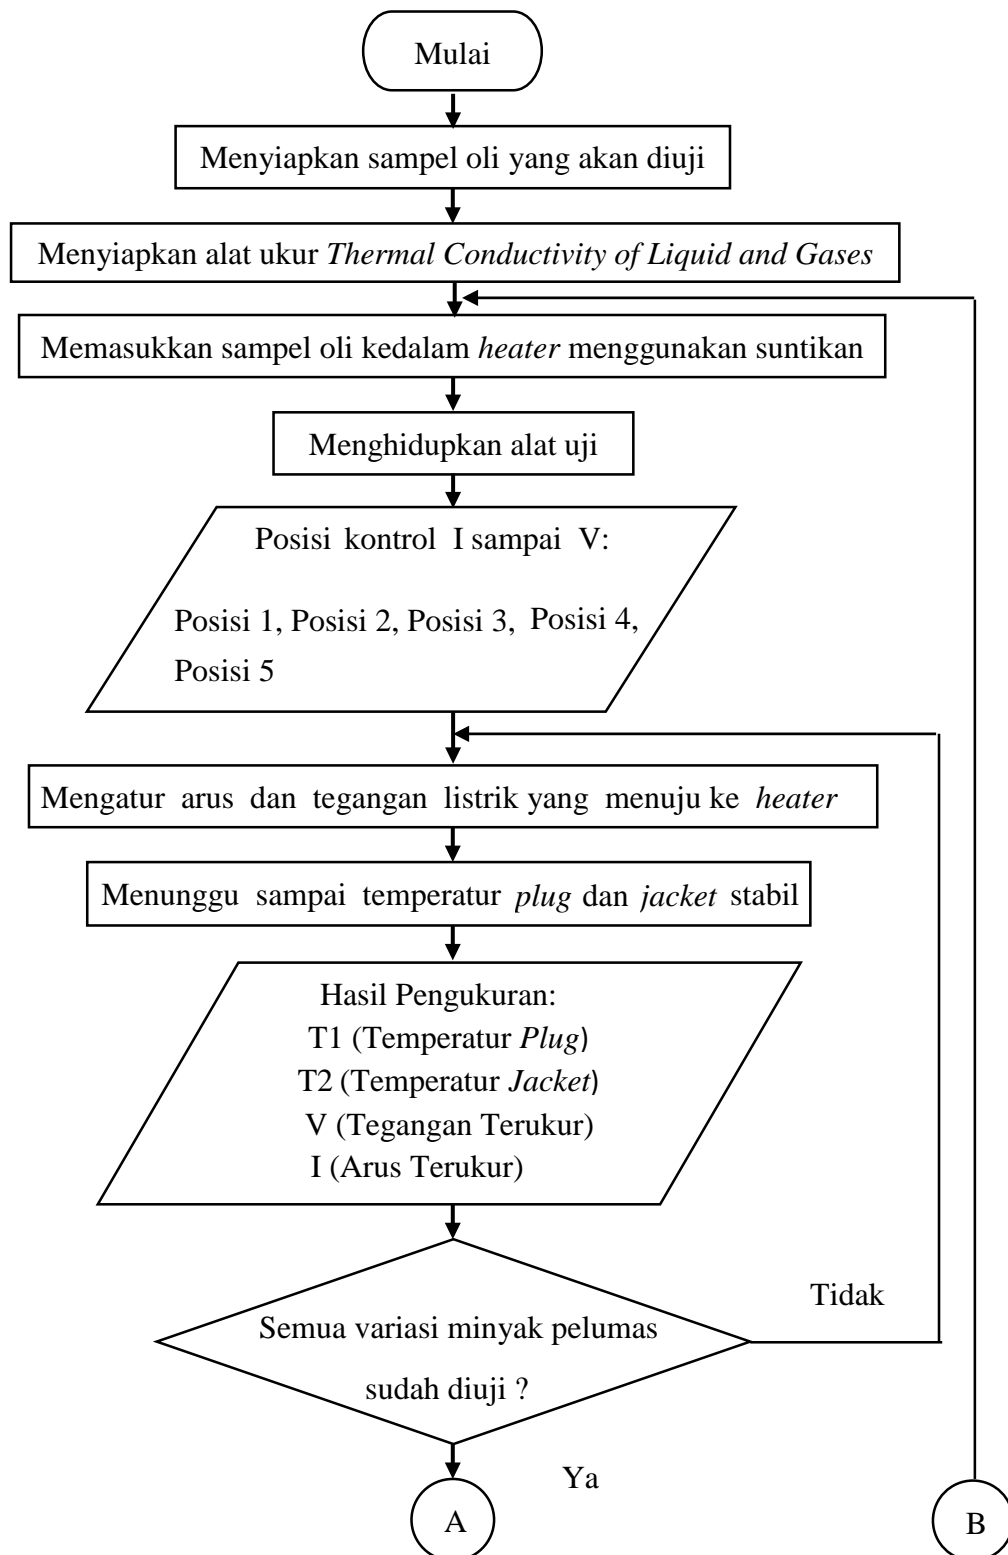 Mulai
Menyiapkan sampel oli yang akan diuji
Menyiapkan alat ukur Thermal Conductivity of Liquid and Gases
Memasukkan sampel oli kedalam heater menggunakan suntikan
Menghidupkan alat uji
Posisi kontrol I sampai V:
Posisi 1, Posisi 2, Posisi 3, Posisi 4,
Posisi 5
Mengatur arus dan tegangan listrik yang menuju ke heater
Menunggu sampai temperatur plug dan jacket stabil
Hasil Pengukuran:
T1 (Temperatur Plug)
T2 (Temperatur Jacket)
V (Tegangan Terukur)
I (Arus Terukur)
Tidak
Semua variasi minyak pelumas
sudah diuji ?
Ya
A
B